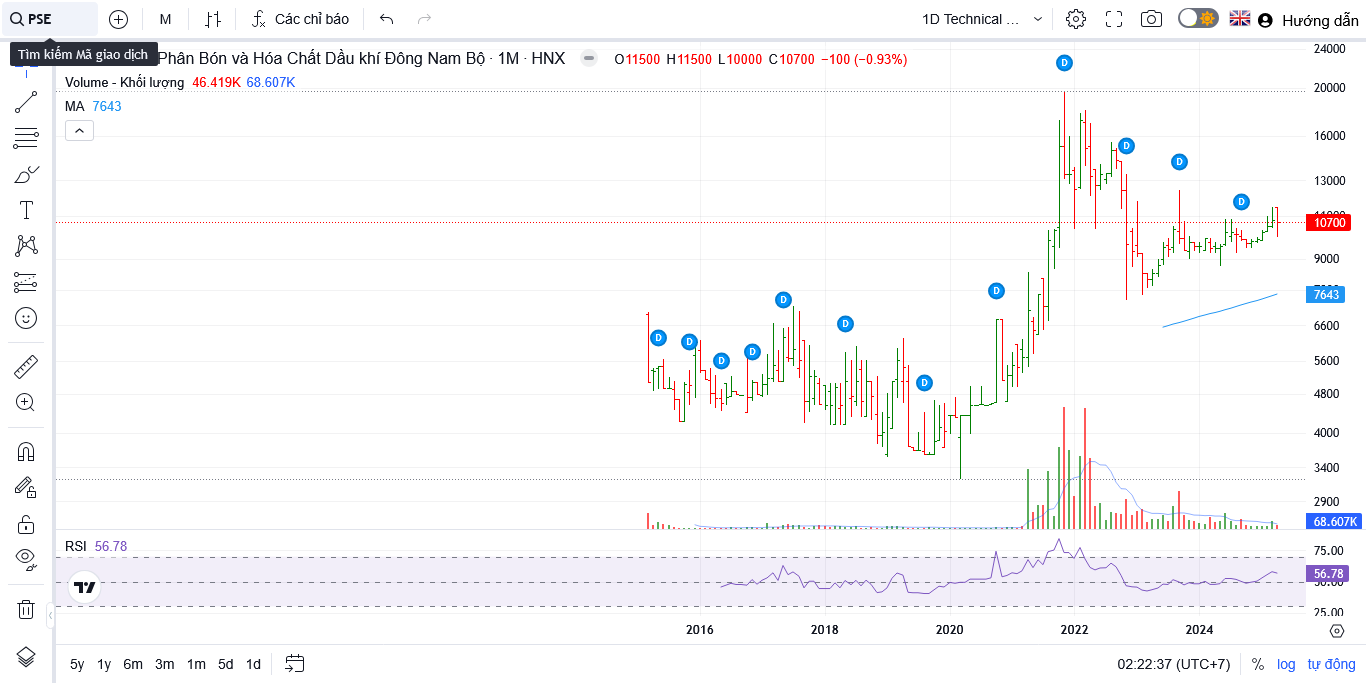 PSE
M
Các chỉ báo
1D Technical ...
Hướng dẫn
Tìm kiếm Mã giao dịch
Phân Bón và Hóa Chất Dầu khí Đông Nam Bộ · 1M · HNX
O11500 H11500 L10000 C10700 −100 (−0.93%)
Volume - Khối lượng 46.419K 68.607K
MA 7643
24000
20000
16000
13000
10700
9000
7643
6600
5600
4800
4000
3400
2900
68.607K
D
D
D
D
D
D
D
D
D
D
D
D
D
RSI 56.78
75.00
56.78
50.00
25.00
2016
2018
2020
2022
2024
5y 1y 6m 3m 1m 5d 1d
02:22:37 (UTC+7)
%
log
tự động